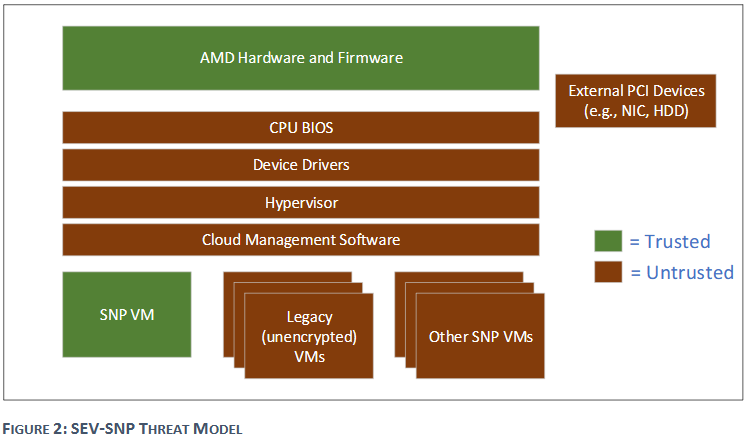 AMD Hardware and Firmware
External PCI Devices
(e.g., NIC, HDD)
CPU BIOS
Device Drivers
Hypervisor
Cloud Management Software
= Trusted
= Untrusted
SNP VM
Legacy
(unencrypted)
VMs
Other SNP VMs
FIGURE 2: SEV-SNP THREAT MODEL